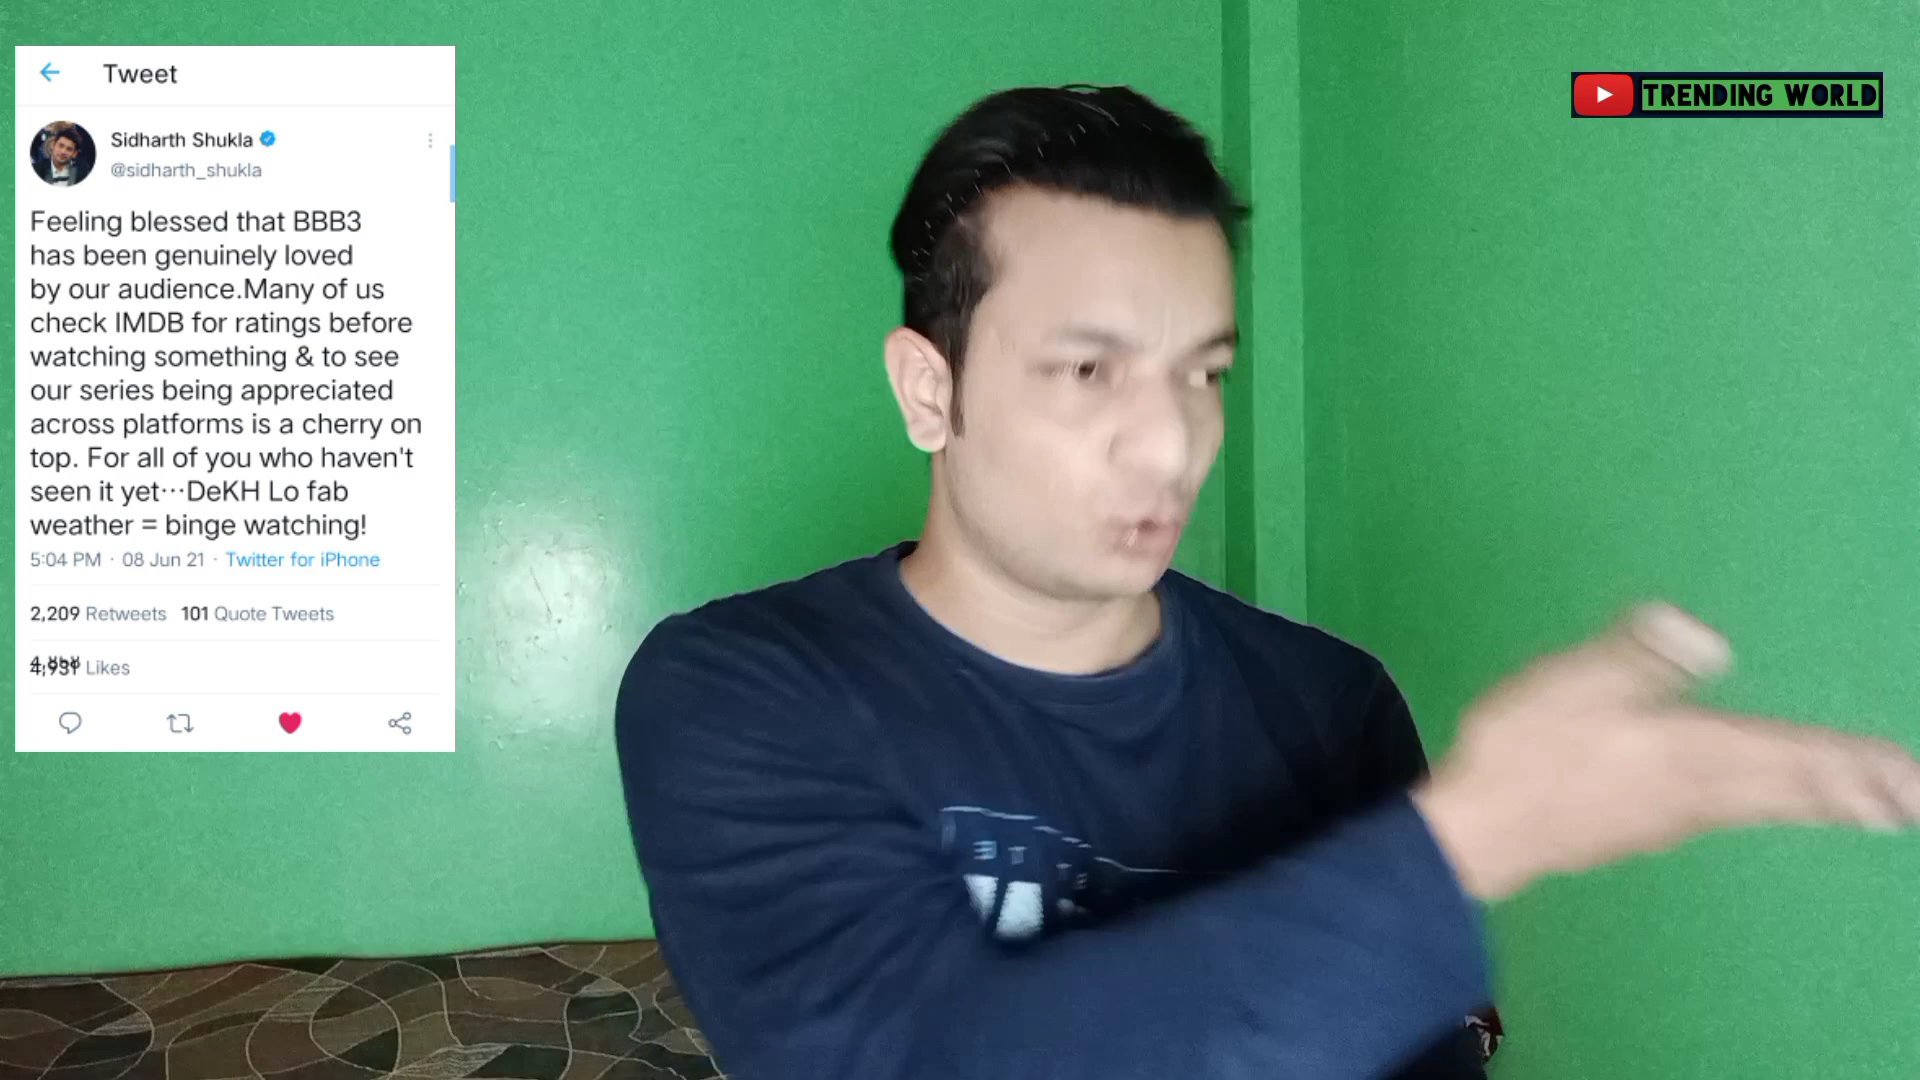 Tweet
Sidharth Shukla
@sidharth_shukla
Feeling blessed that BBB3
has been genuinely loved
by our audience.Many of us
check IMDB for ratings before
watching something & to see
our series being appreciated
across platforms is a cherry on
top. For all of you who haven't
seen it yet⋯DeKH Lo fab
weather = binge watching!
5:04 PM · 08 Jun 21 · Twitter for iPhone
2,209 Retweets 101 Quote Tweets
Likes
TRENDING WORLD